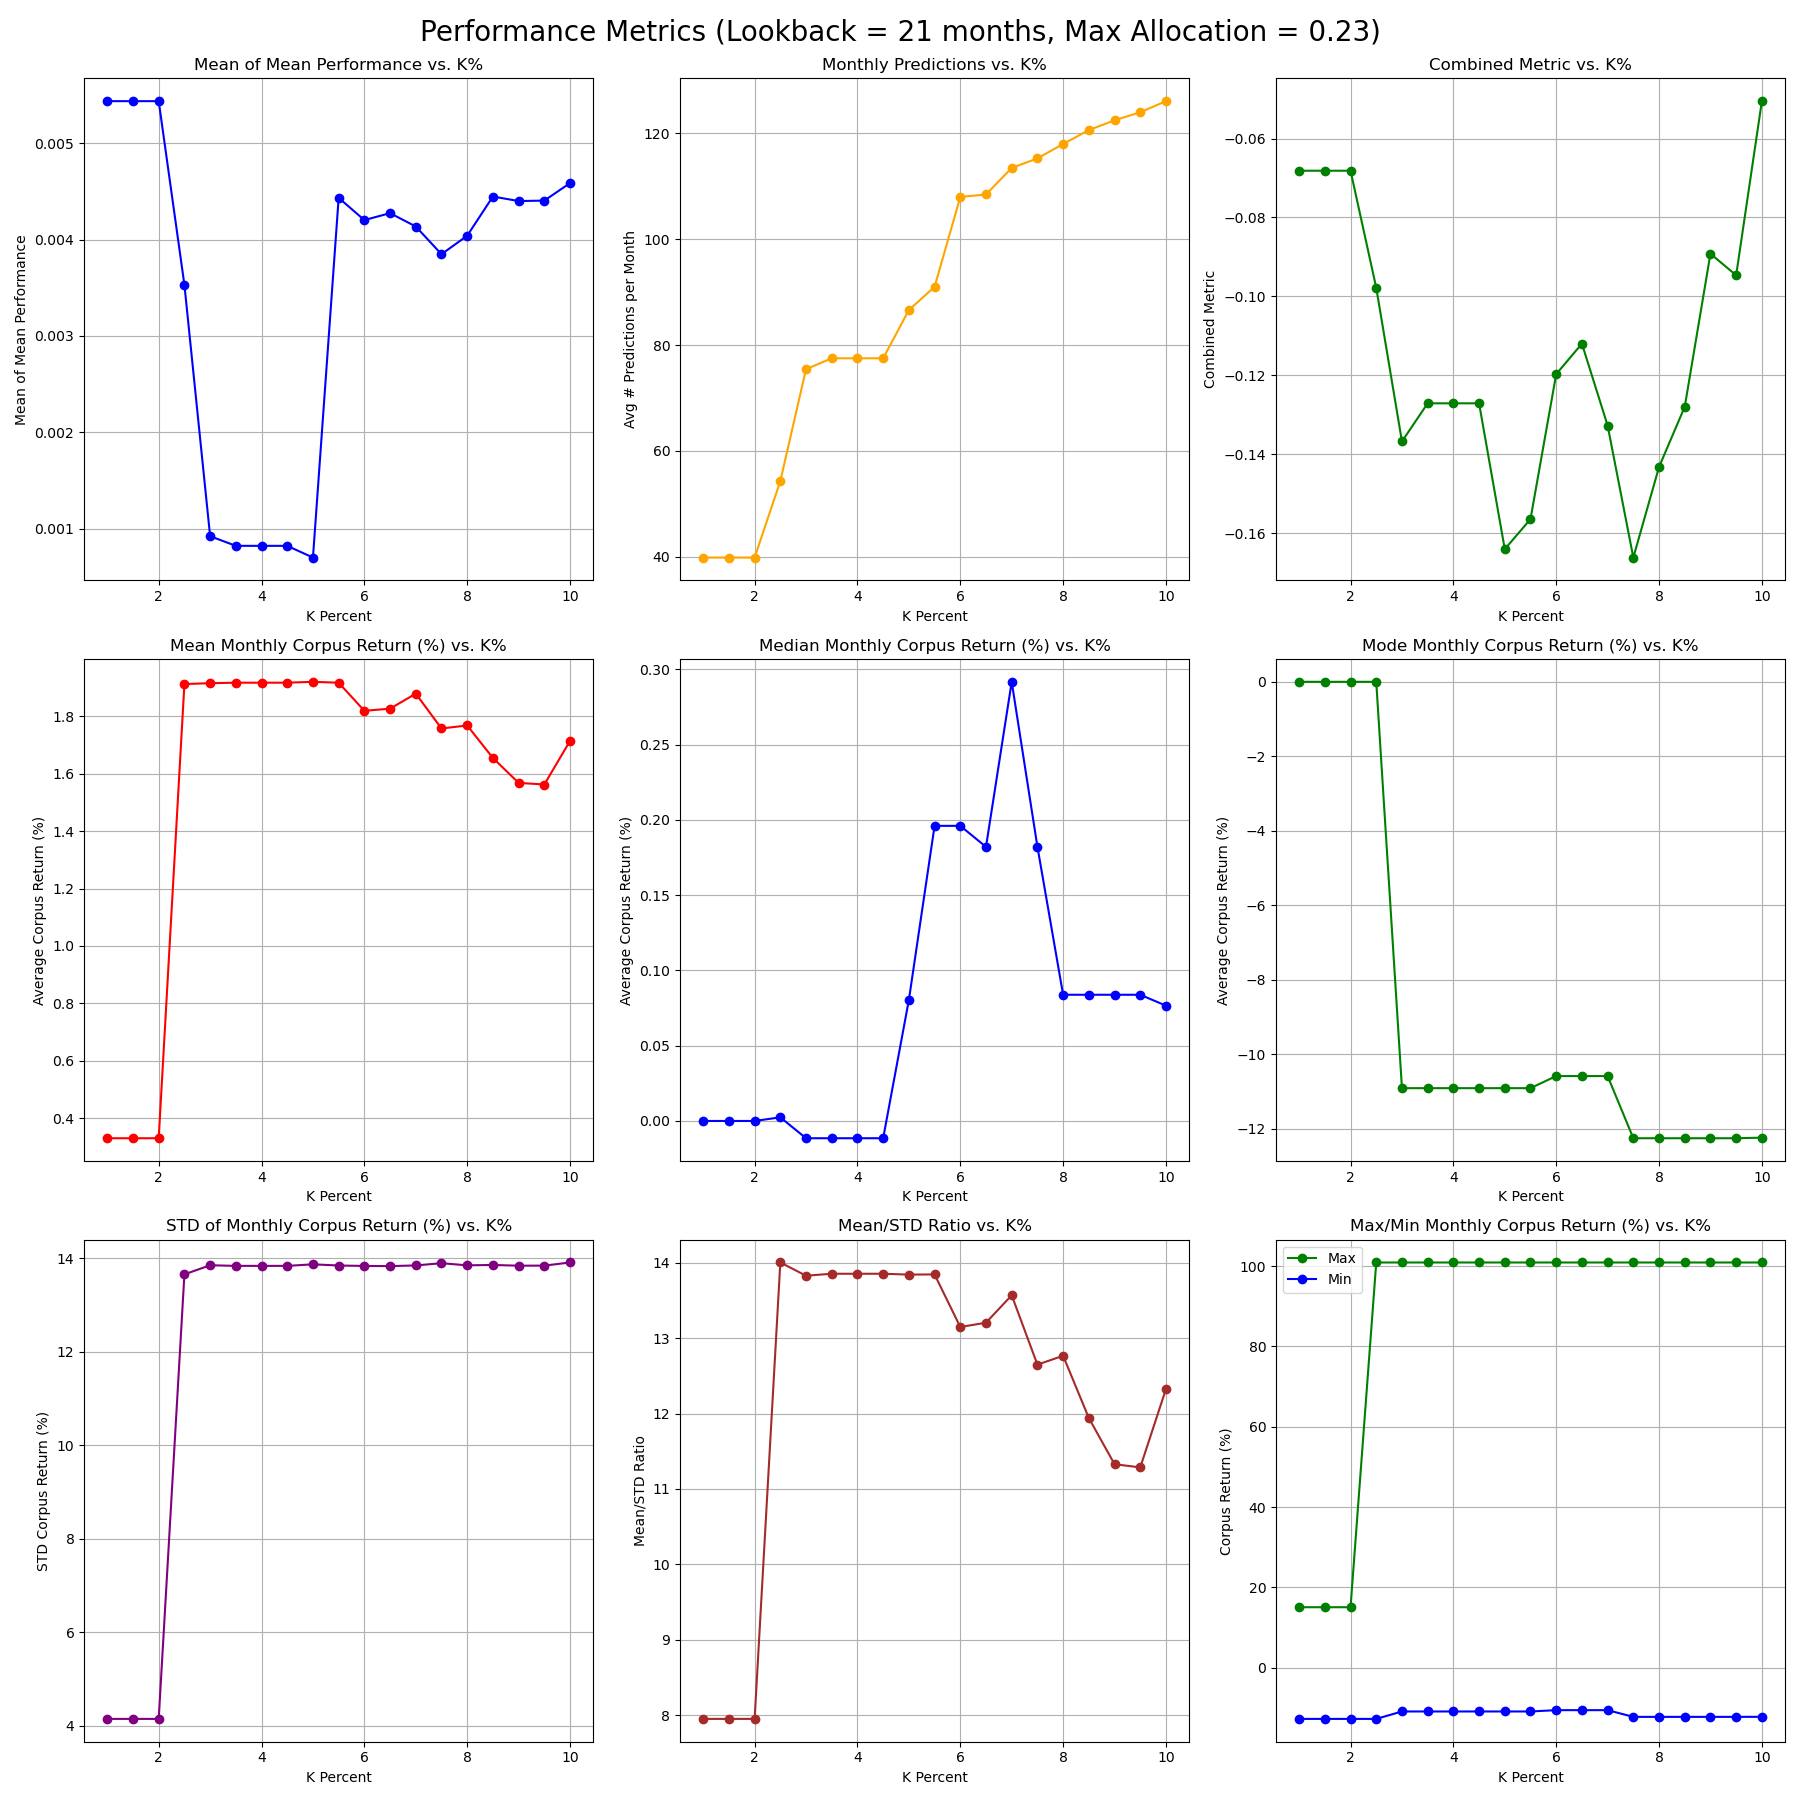 Performance Metrics (Lookback = 21 months, Max Allocation = 0.23)
Mean of Mean Performance vs. K%
Mean of Mean Performance
0.005
0.004
0.003
0.002
0.001
2 4 6 8 10
K Percent
Monthly Predictions vs. K%
Avg # Predictions per Month
120
100
80
60
40
2 4 6 8 10
K Percent
Combined Metric vs. K%
Combined Metric
−0.06
−0.08
−0.10
−0.12
−0.14
−0.16
2 4 6 8 10
K Percent
Mean Monthly Corpus Return (%) vs. K%
Average Corpus Return (%)
1.8
1.6
1.4
1.2
1.0
0.8
0.6
0.4
2 4 6 8 10
K Percent
Median Monthly Corpus Return (%) vs. K%
Average Corpus Return (%)
0.30
0.25
0.20
0.15
0.10
0.05
0.00
2 4 6 8 10
K Percent
Mode Monthly Corpus Return (%) vs. K%
Average Corpus Return (%)
0
−2
−4
−6
−8
−10
−12
2 4 6 8 10
K Percent
STD of Monthly Corpus Return (%) vs. K%
STD Corpus Return (%)
14
12
10
8
6
4
2 4 6 8 10
K Percent
Mean/STD Ratio vs. K%
Mean/STD Ratio
14
13
12
11
10
9
8
2 4 6 8 10
K Percent
Max/Min Monthly Corpus Return (%) vs. K%
Max
Min
Corpus Return (%)
100
80
60
40
20
0
2 4 6 8 10
K Percent